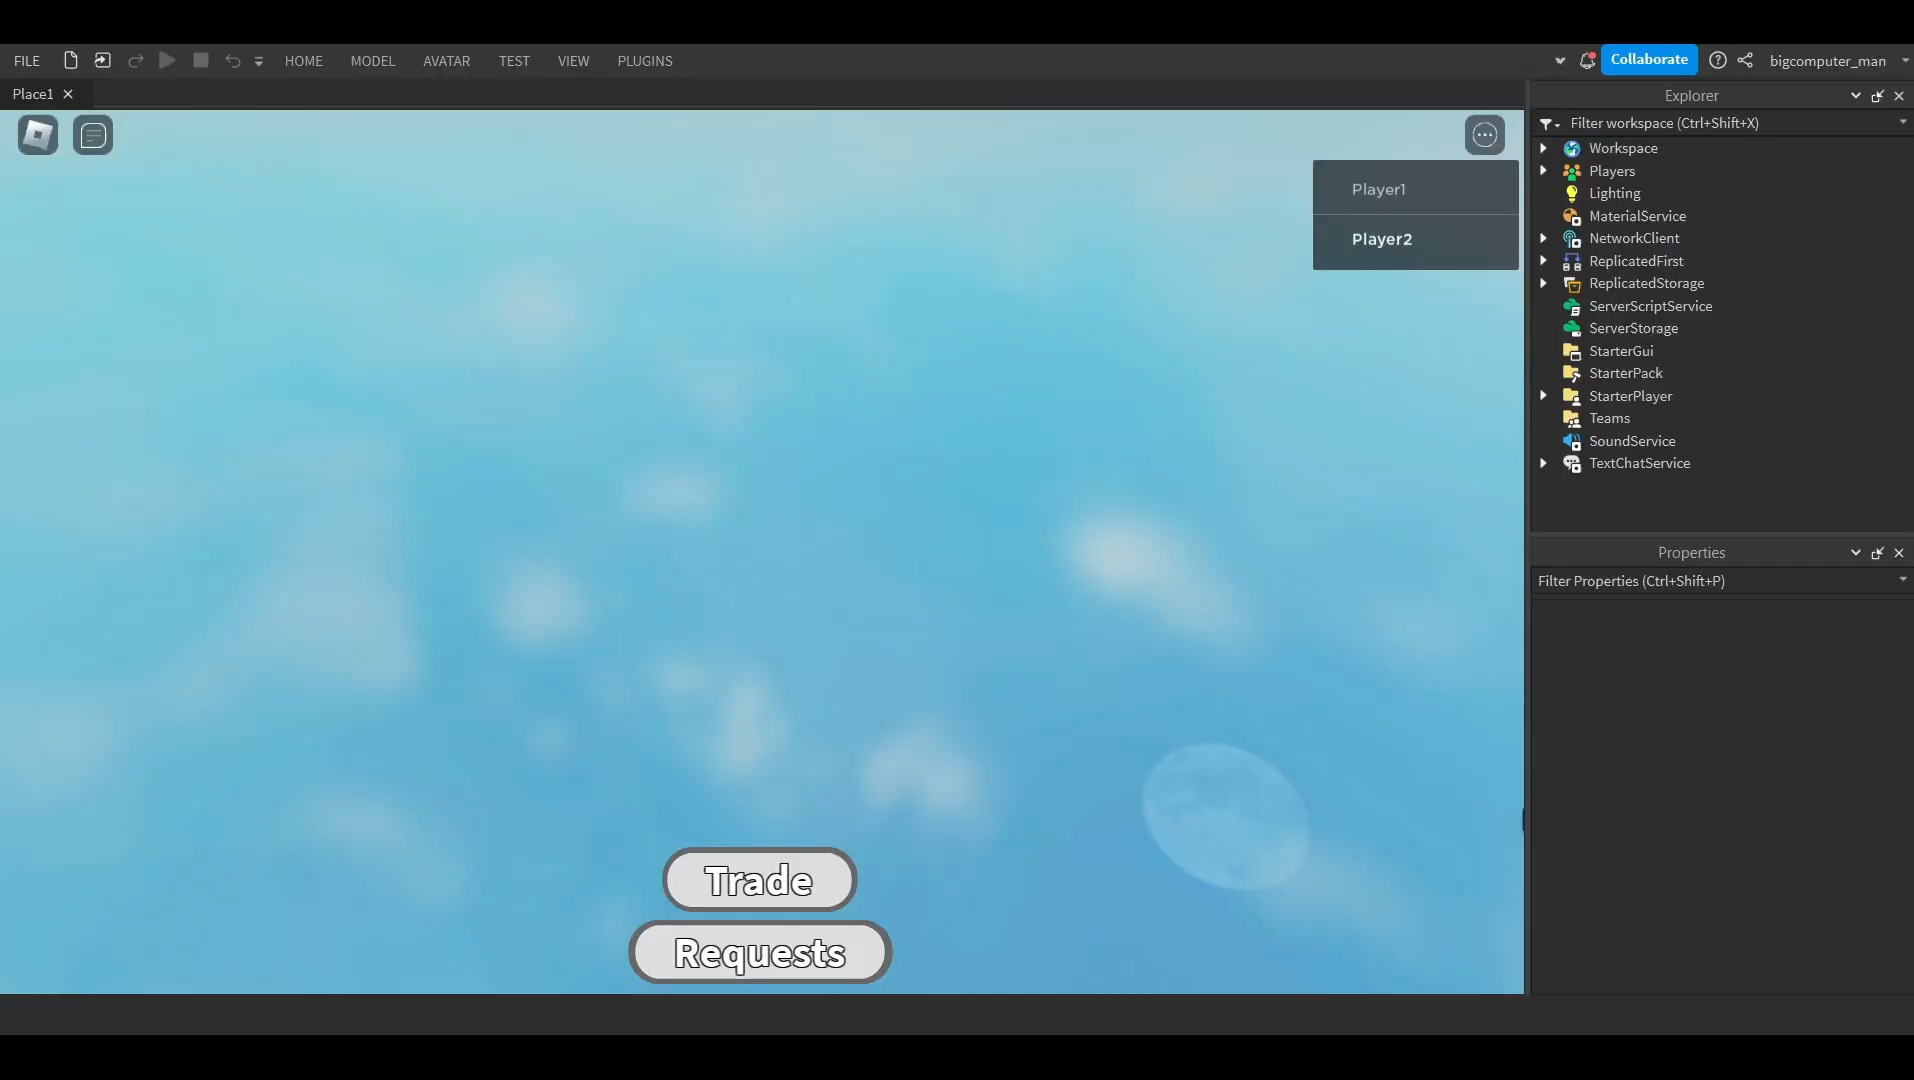 FILE
HOME
MODEL
AVATAR
TEST
VIEW
PLUGINS
Collaborate
bigcomputer_man
Place1
Player1
Player2
Trade
Requests
Explorer
Filter workspace (Ctrl+Shift+X)
Workspace
Players
Lighting
MaterialService
NetworkClient
ReplicatedFirst
ReplicatedStorage
ServerScriptService
ServerStorage
StarterGui
StarterPack
StarterPlayer
Teams
SoundService
TextChatService
Properties
Filter Properties (Ctrl+Shift+P)